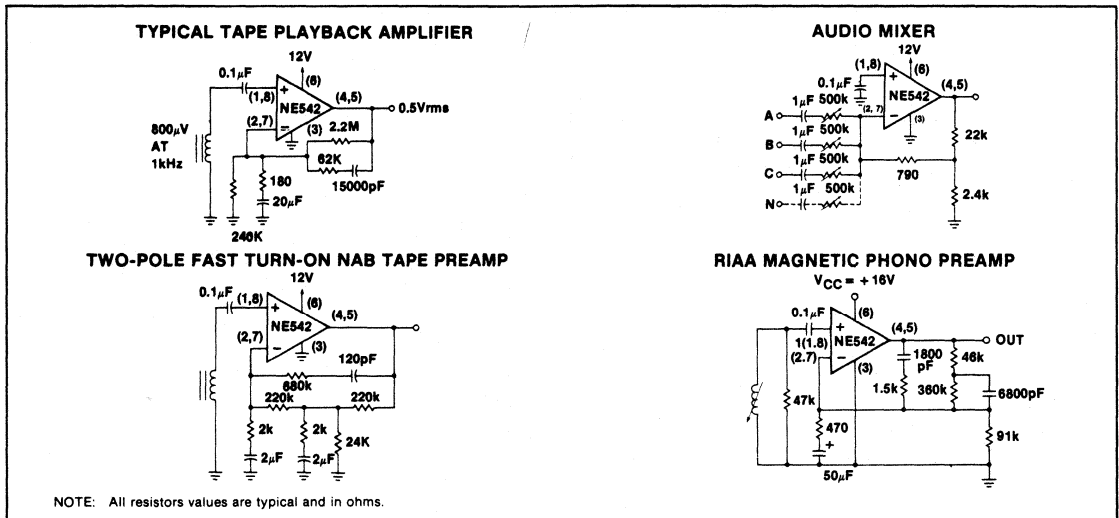 TYPICAL TAPE PLAYBACK AMPLIFIER
12V
0.1μF
(6)
(1,8)
+
(4,5)
NE542
0.5Vrms
(2,7)
−
(3)
2.2M
800μV
AT
1kHz
62K
180
15000pF
20μF
246K
AUDIO MIXER
12V
(1,8)
(6)
0.1μF
+
(4,5)
NE542
1μF 500k
A
(2, 7)
−
(3)
1μF 500k
22k
B
1μF 500k
C
790
1μF 500k
2.4k
N
TWO-POLE FAST TURN-ON NAB TAPE PREAMP
12V
0.1μF
(1,8)
(6)
+
(4,5)
NE542
(2,7)
−
(3)
120pF
680k
220k
220k
2k
2k
24K
2μF
2μF
RIAA MAGNETIC PHONO PREAMP
VCC = + 16V
0.1μF
(6)
+
(4,5)
1(1.8)
NE542
OUT
(2.7)
−
1800
pF
46k
(3)
47k
1.5k
360k
6800pF
470
+
91k
50μF
NOTE: All resistors values are typical and in ohms.